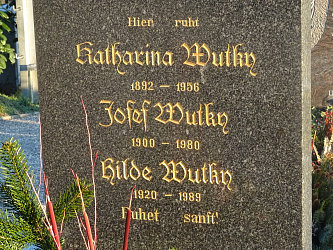 Hier ruht
Katharina Wutky
1892 - 1956
Josef Wutky
1900 - 1980
Hilde Wutky
1920 - 1989
Ruhet sanft!